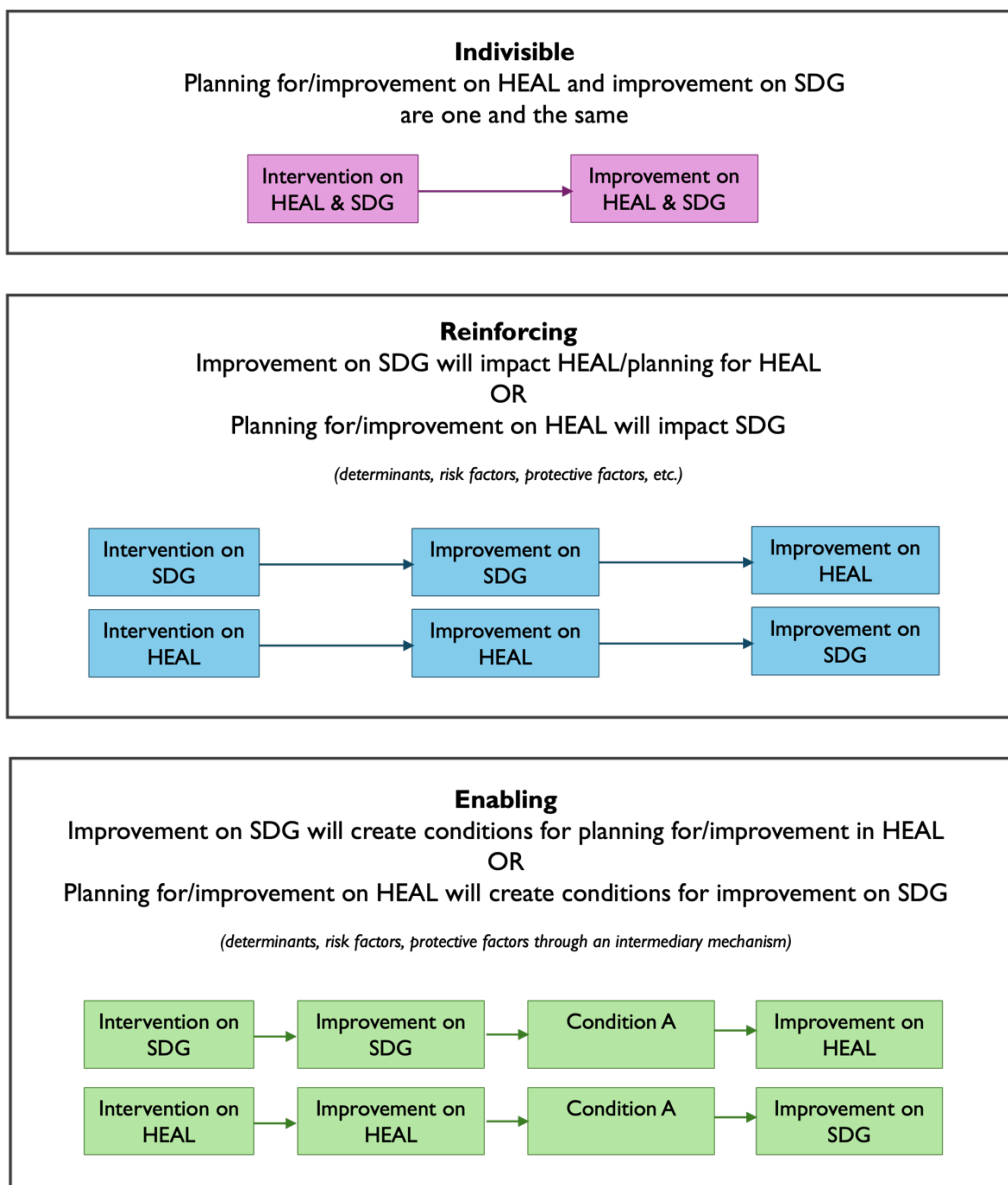 Indivisible
Planning for/improvement on HEAL and improvement on SDG
are one and the same
Intervention on
HEAL & SDG
Improvement on
HEAL & SDG
Reinforcing
Improvement on SDG will impact HEAL/planning for HEAL
OR
Planning for/improvement on HEAL will impact SDG
(determinants, risk factors, protective factors, etc.)
Intervention on
SDG
Improvement on
SDG
Improvement on
HEAL
Intervention on
HEAL
Improvement on
HEAL
Improvement on
SDG
Enabling
Improvement on SDG will create conditions for planning for/improvement in HEAL
OR
Planning for/improvement on HEAL will create conditions for improvement on SDG
(determinants, risk factors, protective factors through an intermediary mechanism)
Intervention on
SDG
Improvement on
SDG
Condition A
Improvement on
HEAL
Intervention on
HEAL
Improvement on
HEAL
Condition A
Improvement on
SDG